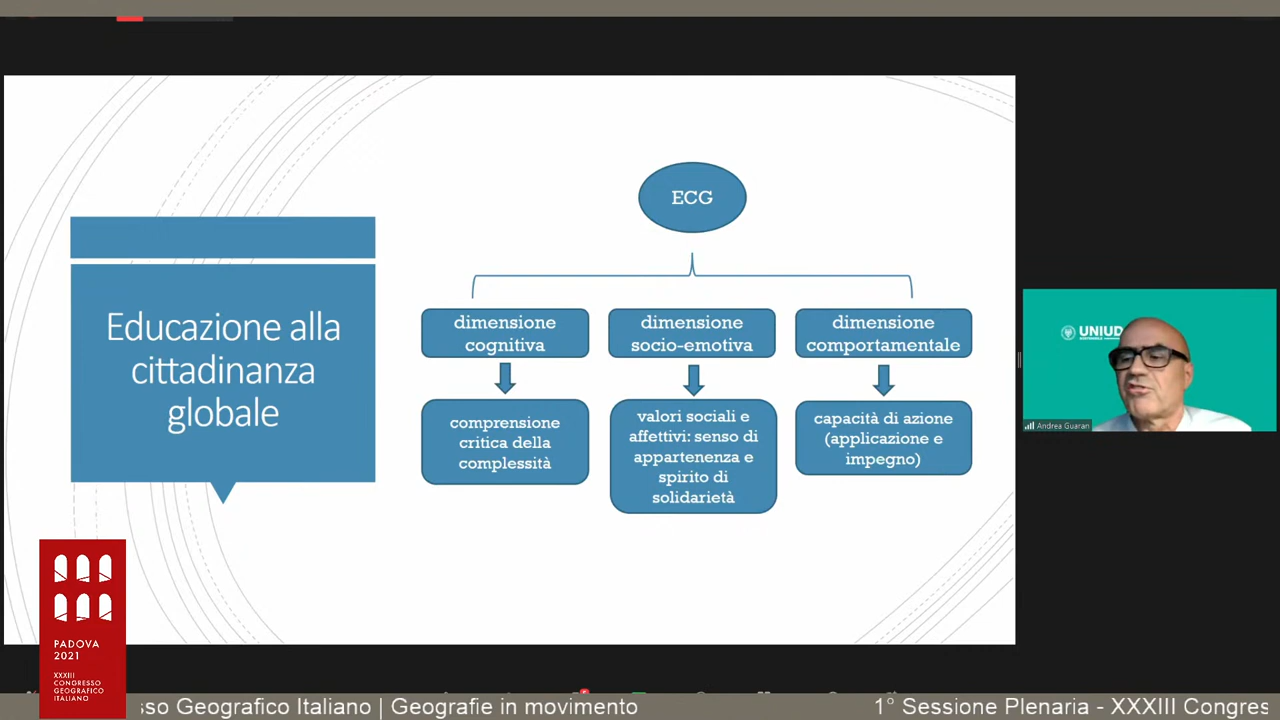 Educazione alla
cittadinanza
globale
ECG
dimensione
cognitiva
dimensione
socio-emotiva
dimensione
comportamentale
comprensione
critica della
complessità
valori sociali e
affettivi: senso di
appartenenza e
spirito di
solidarietà
capacità di azione
(applicazione e
impegno)
UNIUD
Andrea Guaran
PADOVA
2021
XXXIII
CONGRESSO
GEOGRAFICO
ITALIANO
sso Geografico Italiano | Geografie in movimento
1° Sessione Plenaria - XXXIII Congres